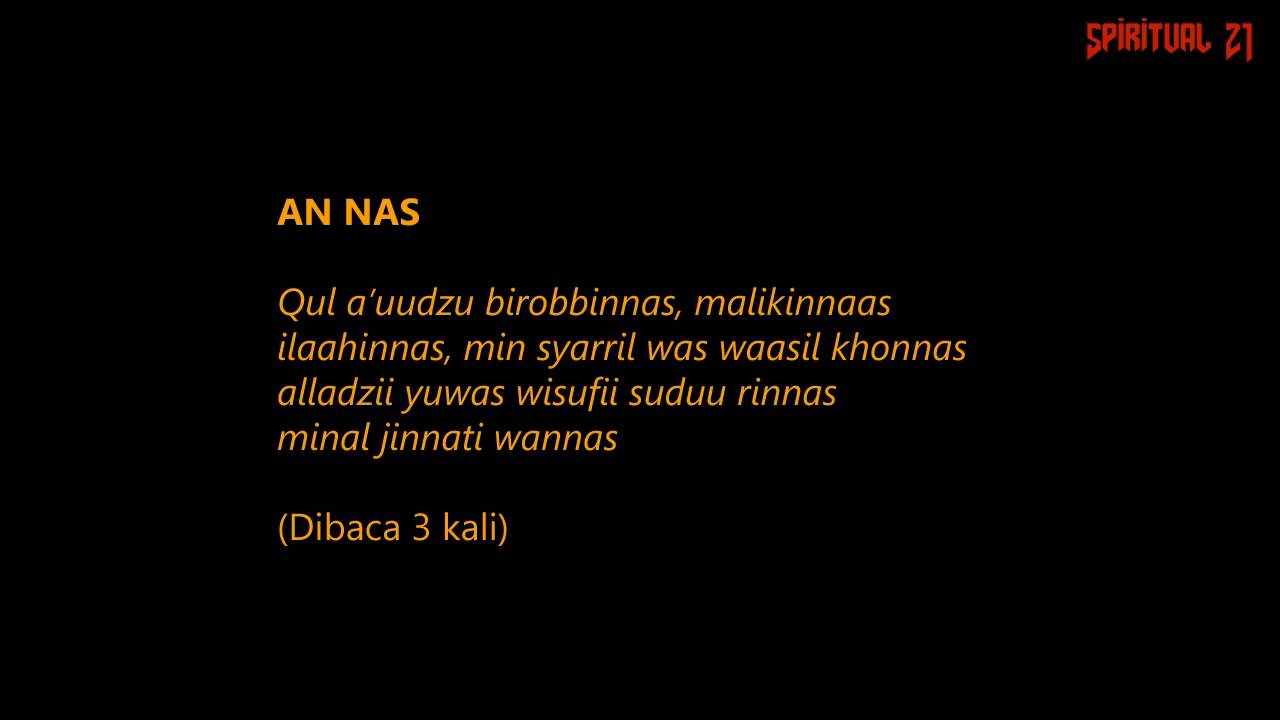 SPIRITUAL 21
AN NAS
Qul a’uudzu birobbinnas, malikinnaas
ilaahinnas, min syarril was waasil khonnas
alladzii yuwas wisufii suduu rinnas
minal jinnati wannas
(Dibaca 3 kali)